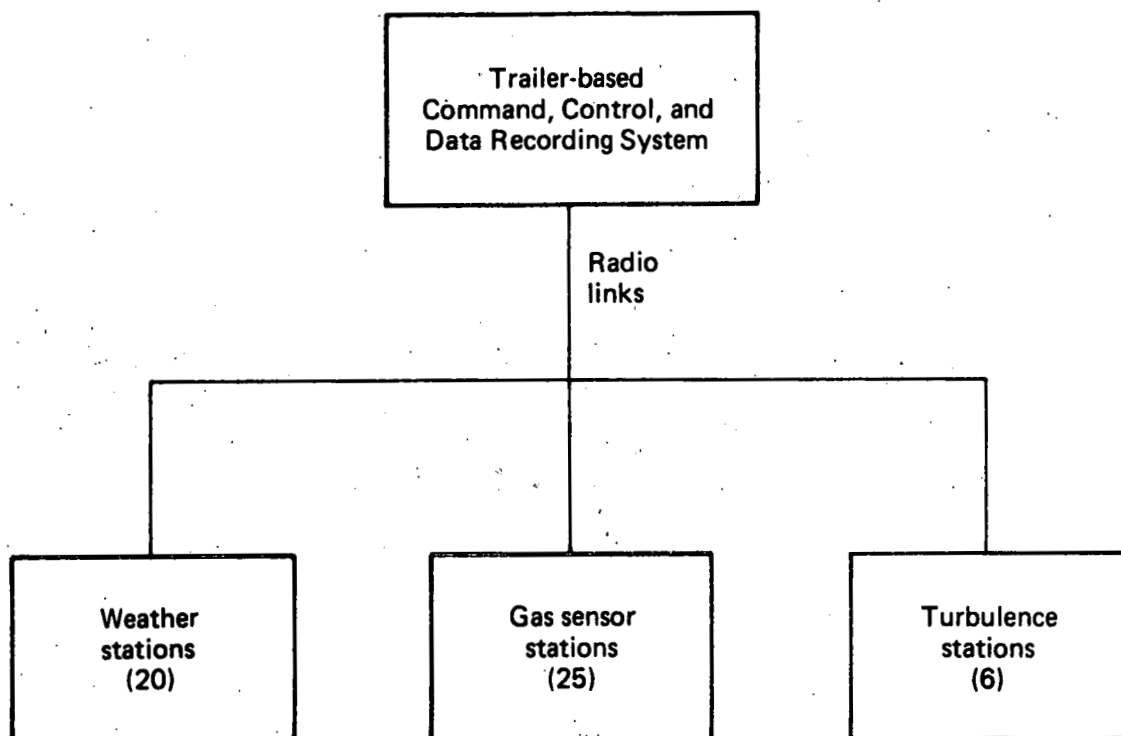 Trailer-based
Command, Control, and
Data Recording System
Radio
links
Weather
stations
(20)
Gas sensor
stations
(25)
Turbulence
stations
(6)